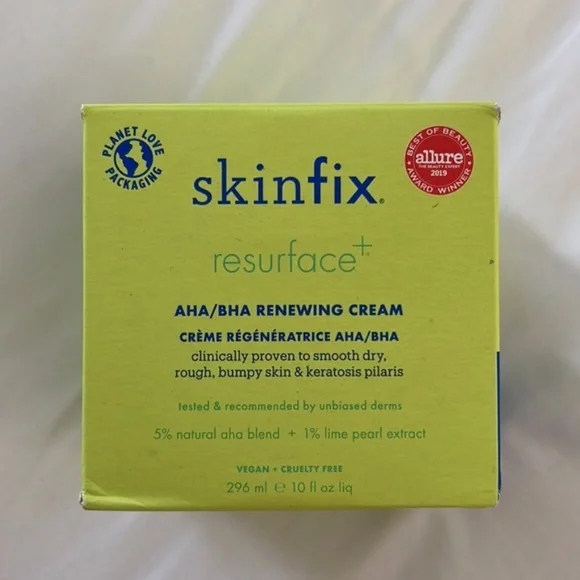 PLANET LOVE
PACKAGING
BEST OF BEAUTY
allure
THE BEAUTY EXPERT
2019
AWARD WINNER
skinfix®
resurface+™
AHA/BHA RENEWING CREAM
CRÈME RÉGÉNÉRATRICE AHA/BHA
clinically proven to smooth dry,
rough, bumpy skin & keratosis pilaris
tested & recommended by unbiased derms
5% natural aha blend + 1% lime pearl extract
VEGAN + CRUELTY FREE
296 ml ℮ 10 fl oz liq